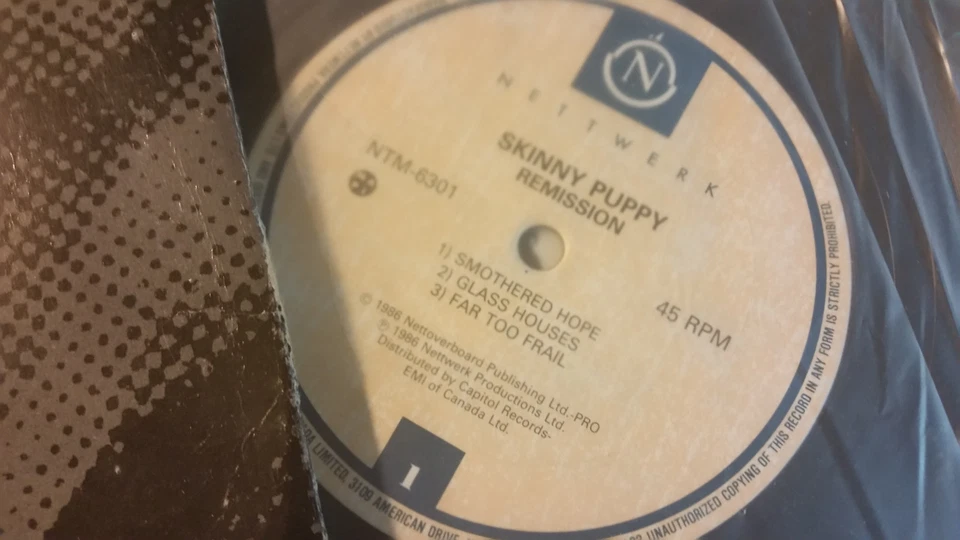 N
NETTWERK
SKINNY PUPPY
REMISSION
NTM-6301
1) SMOTHERED HOPE
2) GLASS HOUSES
3) FAR TOO FRAIL
45 RPM
© 1986 Nettoverboard Publishing Ltd.-PRO
℗ 1986 Nettwerk Productions Ltd.
Distributed by Capitol Records-
EMI of Canada Ltd.
1
LIMITED, 3109 AMERICAN DRIVE,
UNAUTHORIZED COPYING OF THIS RECORD IN ANY FORM IS STRICTLY PROHIBITED.